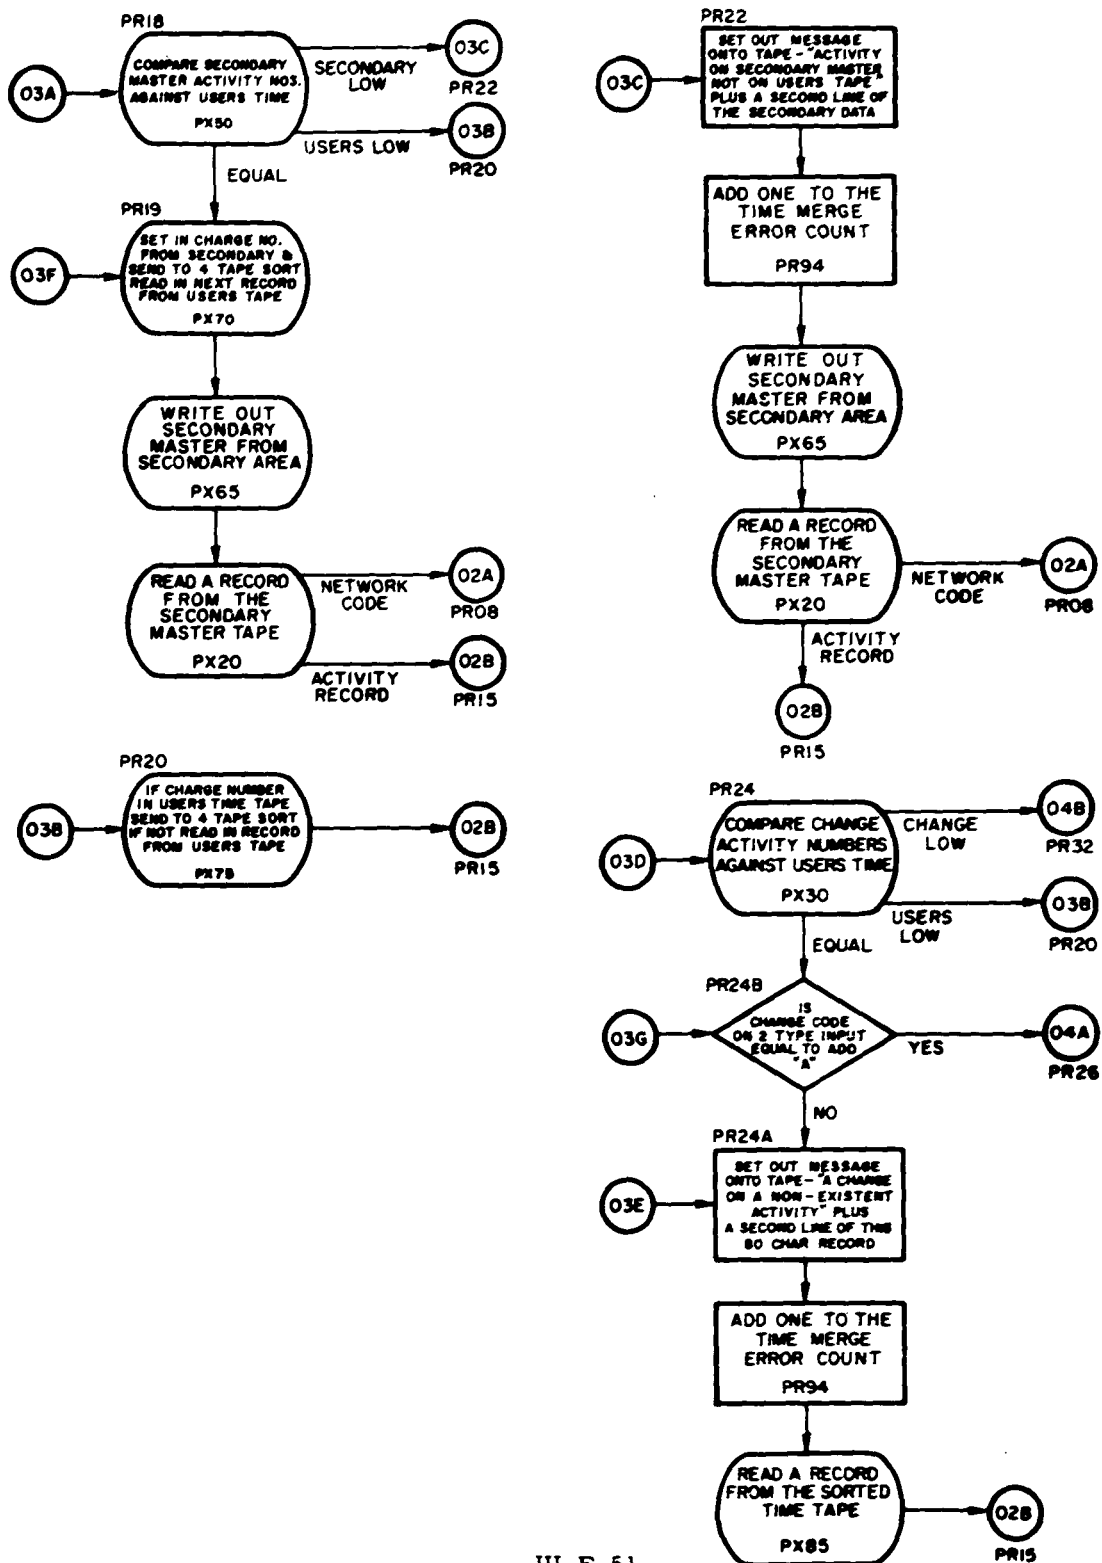 PR18
03A
COMPARE SECONDARY
MASTER ACTIVITY NOS.
AGAINST USERS TIME
PX50
SECONDARY
LOW
03C
PR22
USERS LOW
03B
PR20
EQUAL
PR19
03F
SET IN CHARGE NO.
FROM SECONDARY &
SEND TO 4 TAPE SORT
READ IN NEXT RECORD
FROM USERS TAPE
PX70
WRITE OUT
SECONDARY
MASTER FROM
SECONDARY AREA
PX65
READ A RECORD
FROM THE
SECONDARY
MASTER TAPE
PX20
NETWORK
CODE
02A
PR08
ACTIVITY
RECORD
02B
PR15
PR20
03B
IF CHARGE NUMBER
IN USERS TIME TAPE
SEND TO 4 TAPE SORT
IF NOT READ IN RECORD
FROM USERS TAPE
PX75
02B
PR15
PR22
03C
SET OUT MESSAGE
ONTO TAPE-"ACTIVITY
ON SECONDARY MASTER
NOT ON USERS TAPE"
PLUS A SECOND LINE OF
THE SECONDARY DATA
ADD ONE TO THE
TIME MERGE
ERROR COUNT
PR94
WRITE OUT
SECONDARY
MASTER FROM
SECONDARY AREA
PX65
READ A RECORD
FROM THE
SECONDARY
MASTER TAPE
PX20
NETWORK
CODE
02A
PR08
ACTIVITY
RECORD
02B
PR15
PR24
03D
COMPARE CHANGE
ACTIVITY NUMBERS
AGAINST USERS TIME
PX30
CHANGE
LOW
04B
PR32
USERS
LOW
03B
PR20
EQUAL
PR24B
03G
IS
CHANGE CODE
ON 2 TYPE INPUT
EQUAL TO ADD
"A"
YES
04A
PR26
NO
PR24A
03E
SET OUT MESSAGE
ONTO TAPE-"A CHANGE
ON A NON-EXISTENT
ACTIVITY" PLUS
A SECOND LINE OF THIS
80 CHAR RECORD
ADD ONE TO THE
TIME MERGE
ERROR COUNT
PR94
READ A RECORD
FROM THE SORTED
TIME TAPE
PX85
02B
PR15
III-E-51